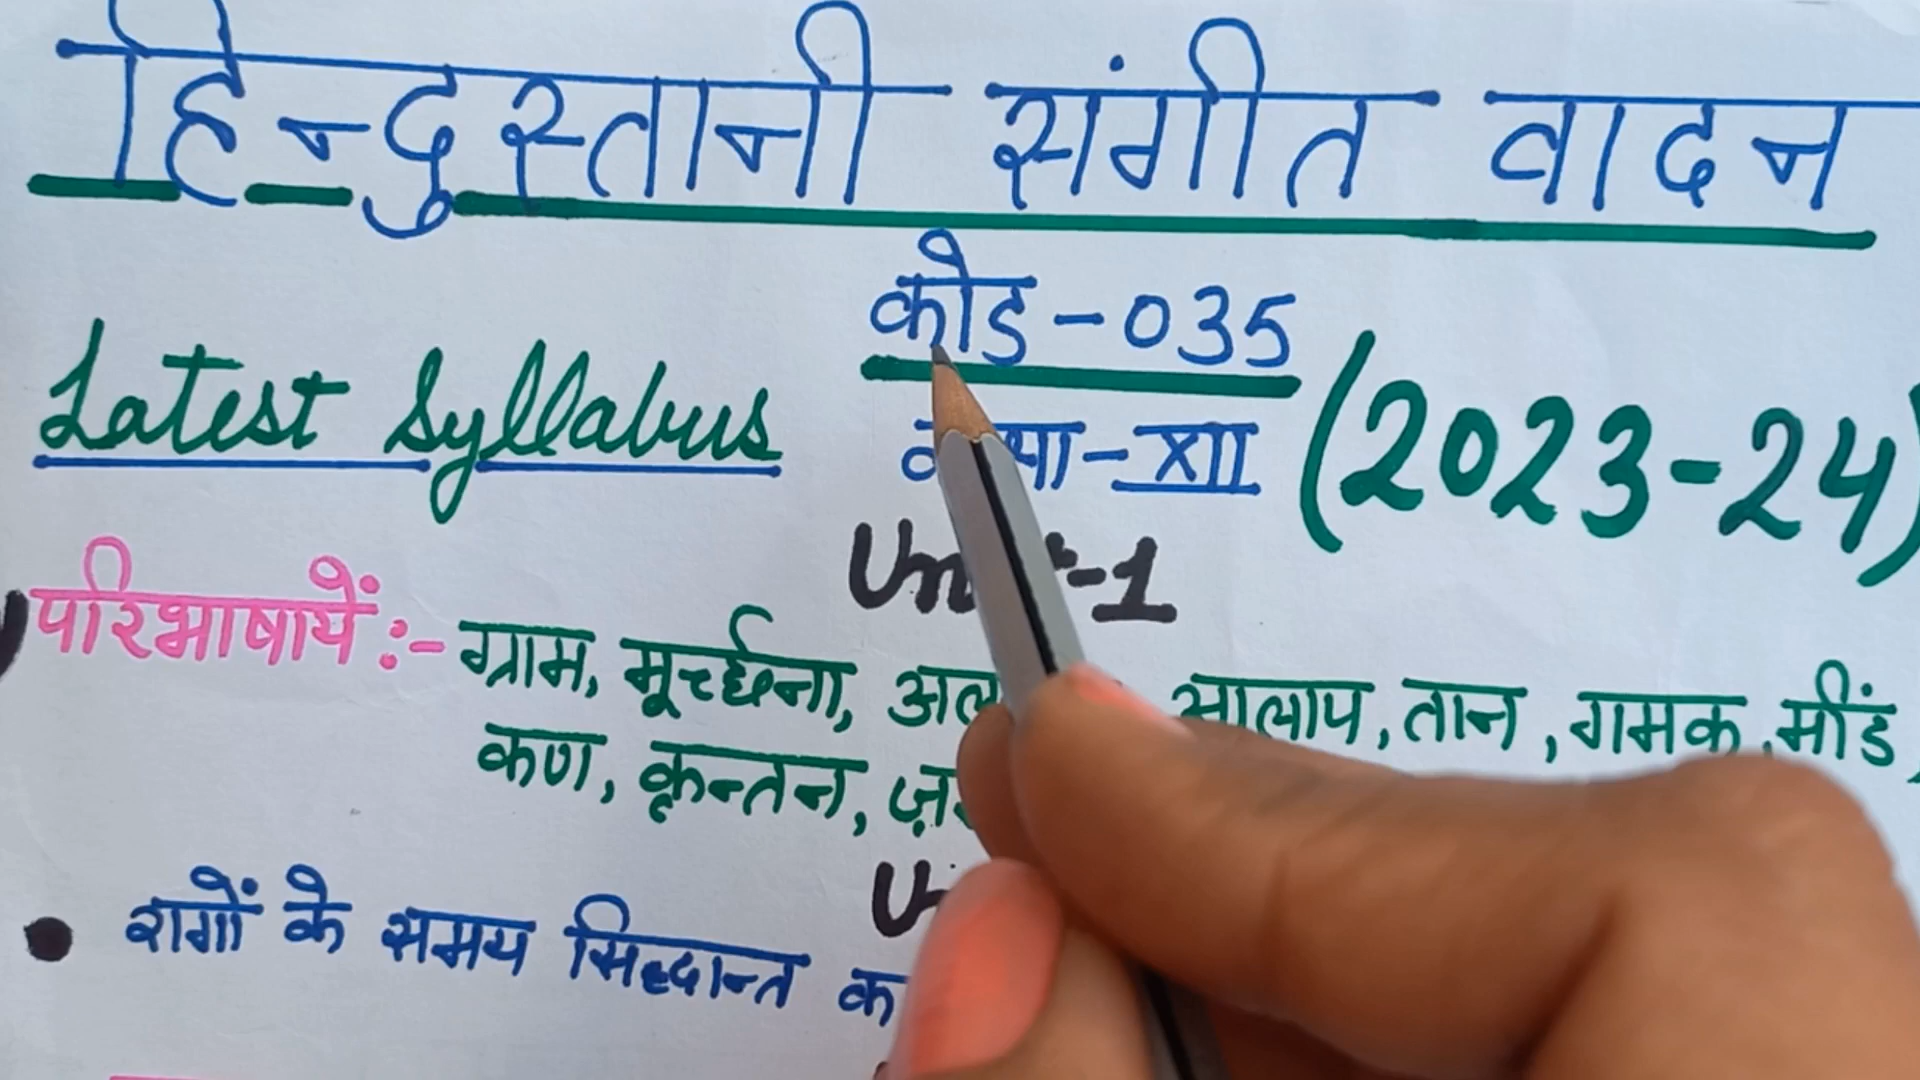 हिन्दुस्तानी संगीत वादन
कोड-035
Latest Syllabus
-XII (2023-24)
-1
परिभाषायें:- ग्राम, मूर्च्छना, आलाप, तान, गमक, मींड,
कण, कृन्तन,
रागों के समय सिद्धान्त